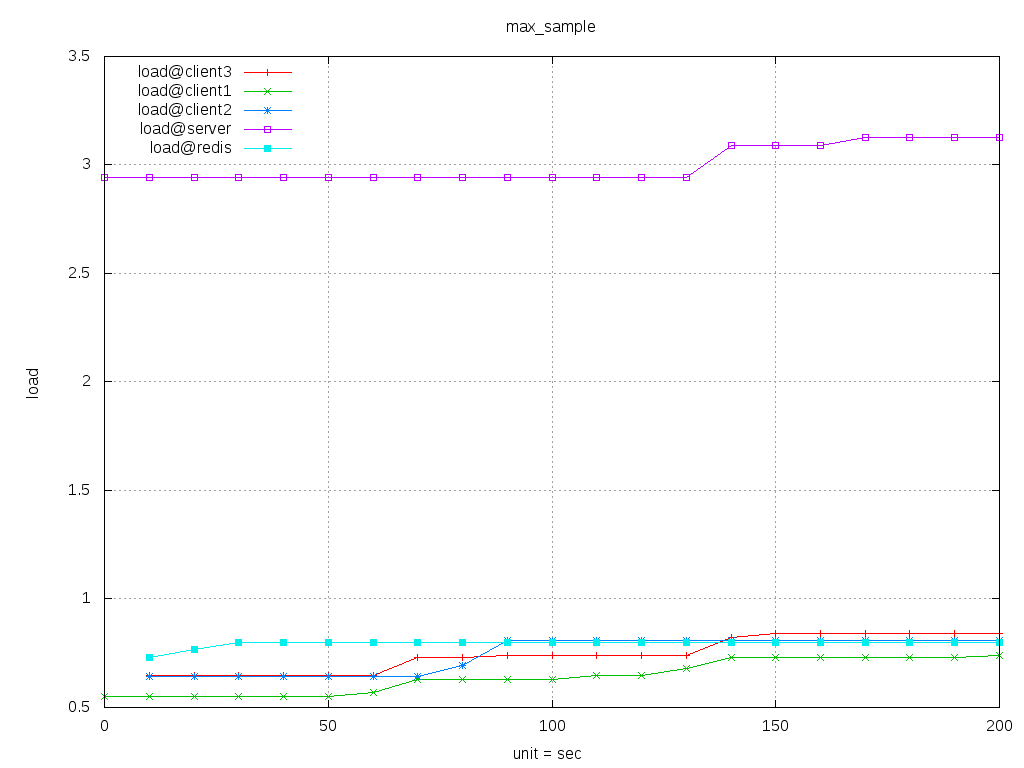 max_sample
3.5
load@client3
load@client1
load@client2
load@server
load@redis
3
2.5
2
load
1.5
1
0.5
0 50 100 150 200
unit = sec